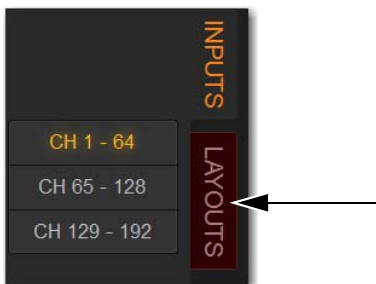 INPUTS
CH 1 - 64
CH 65 - 128
CH 129 - 192
LAYOUTS